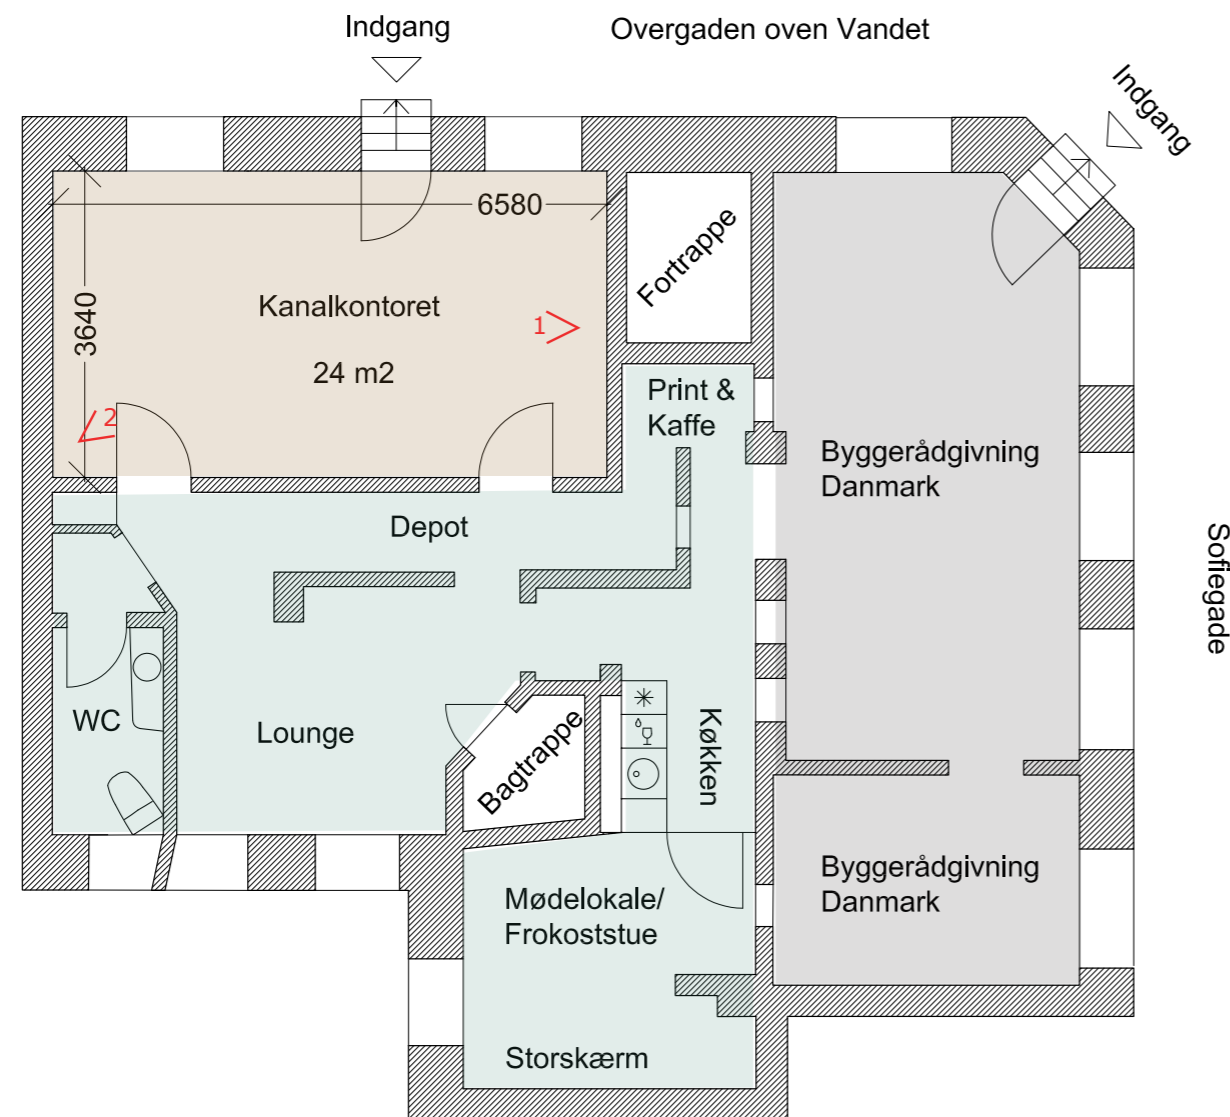 Indgang
Overgaden oven Vandet
Indgang
6580
3640
Kanalkontoret
24 m2
1
2
Fortrappe
Print &
Kaffe
Byggerådgivning
Danmark
Depot
Sofiegade
WC
Lounge
Bagtrappe
Køkken
Byggerådgivning
Danmark
Mødelokale/
Frokoststue
Storskærm